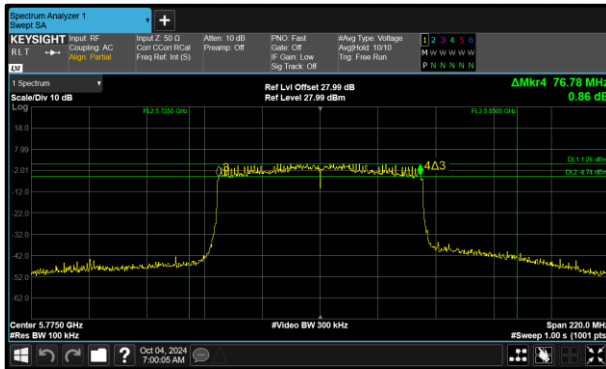 Spectrum Analyzer 1
Swept SA
KEYSIGHT
RLT
LXI
Input: RF
Coupling: AC
Align: Partial
Input Z: 50 Ω
Corr CCorr RCal
Freq Ref: Int (S)
Atten: 10 dB
Preamp: Off
PNO: Fast
Gate: Off
IF Gain: Low
Sig Track: Off
#Avg Type: Voltage
Avg|Hold: 10/10
Trig: Free Run
1 2 3 4 5 6
M W W W W W
P N N N N N
1 Spectrum
Scale/Div 10 dB
Ref Lvl Offset 27.99 dB
Ref Level 27.99 dBm
ΔMkr4 76.78 MHz
0.86 dB
Log
FL2 5.7250 GHz
FL3 5.8500 GHz
18.0
7.99
-2.01
-12.0
-22.0
-32.0
-42.0
-52.0
-62.0
3
4Δ3
DL1 1.26 dBm
DL2 -4.74 dBm
Center 5.7750 GHz
#Res BW 100 kHz
#Video BW 300 kHz
Span 220.0 MHz
#Sweep 1.00 s (1001 pts)
?
Oct 04, 2024
7:00:05 AM